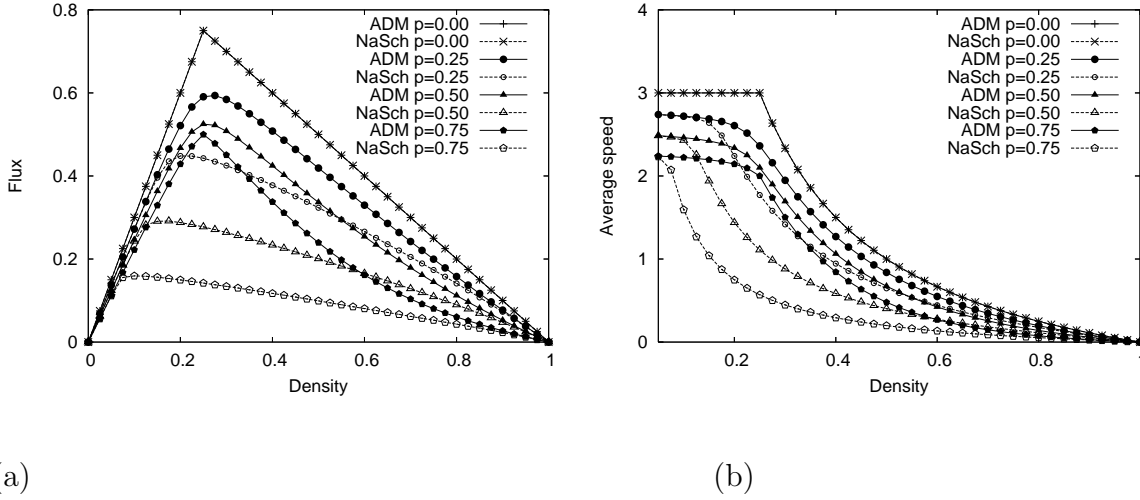 0.8
0.6
0.4
0.2
0
0
0.2
0.4
0.6
0.8
1
Flux
Density
ADM p=0.00
NaSch p=0.00
ADM p=0.25
NaSch p=0.25
ADM p=0.50
NaSch p=0.50
ADM p=0.75
NaSch p=0.75
4
3
2
1
0
0.2
0.4
0.6
0.8
1
Average speed
Density
ADM p=0.00
NaSch p=0.00
ADM p=0.25
NaSch p=0.25
ADM p=0.50
NaSch p=0.50
ADM p=0.75
NaSch p=0.75
a)
(b)